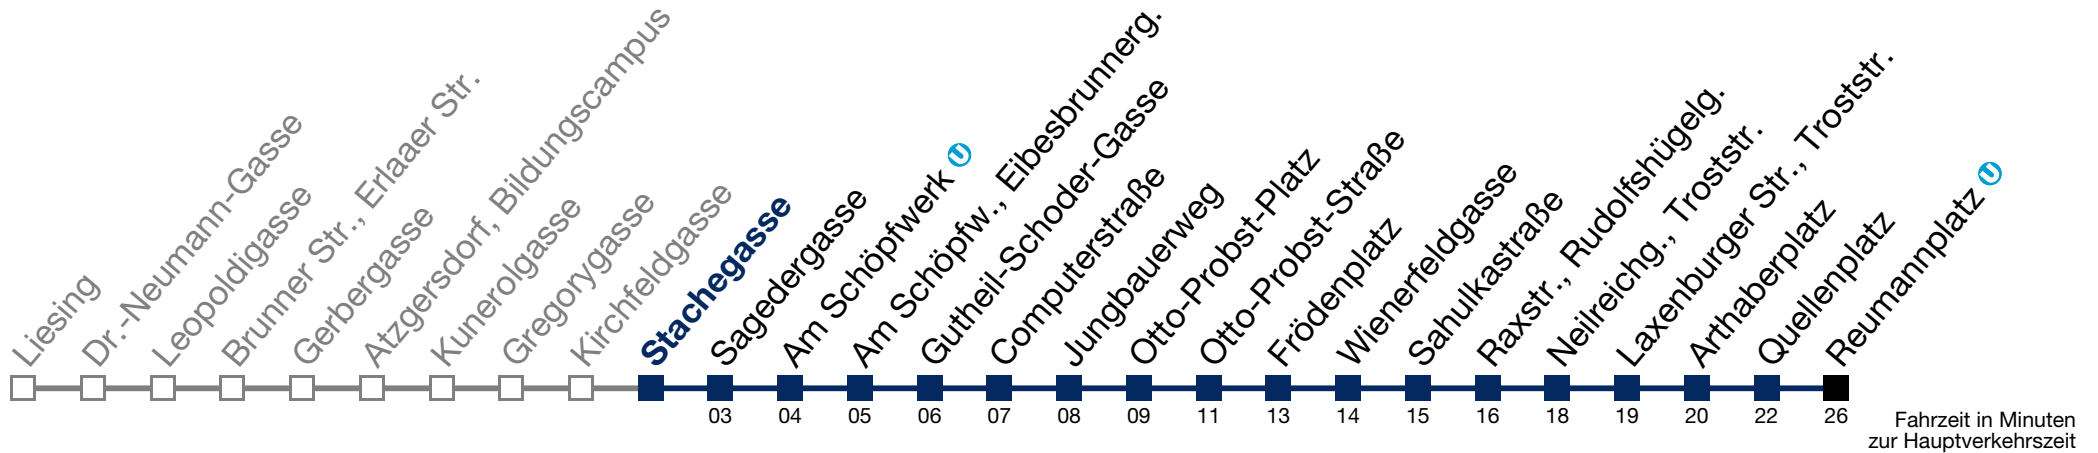 Liesing
Dr.-Neumann-Gasse
Leopoldigasse
Brunner Str., Erlaaer Str.
Gerbergasse
Atzgersdorf, Bildungscampus
Kunerolgasse
Gregorygasse
Kirchfeldgasse
Stachegasse
Sagedergasse
Am Schöpfwerk U
Am Schöpfw., Eibesbrunnerg.
Gutheil-Schoder-Gasse
Computerstraße
Jungbauerweg
Otto-Probst-Platz
Otto-Probst-Straße
Frödenplatz
Wienerfeldgasse
Sahulkastraße
Raxstr., Rudolfshügelg.
Neilreichg., Troststr.
Laxenburger Str., Troststr.
Arthaberplatz
Quellenplatz
Reumannplatz U
03 04 05 06 07 08 09 11 13 14 15 16 18 19 20 22 26
Fahrzeit in Minuten
zur Hauptverkehrszeit